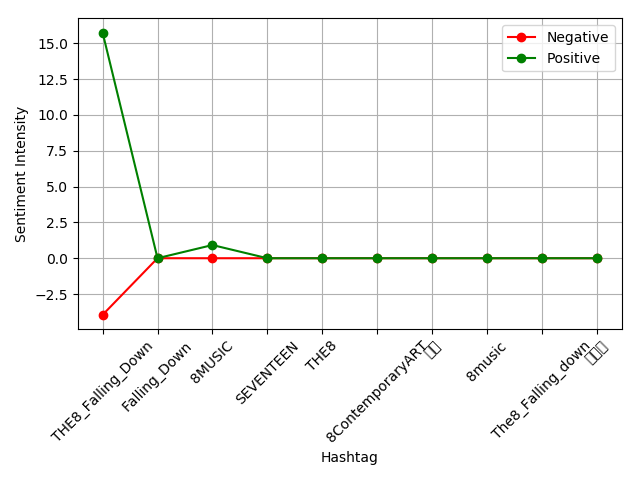 15.0
12.5
10.0
7.5
5.0
2.5
0.0
−2.5
Sentiment Intensity
Negative
Positive
THE8_Falling_Down
Falling_Down
8MUSIC
SEVENTEEN
THE8
8ContemporaryART
8music
The8_Falling_down
Hashtag